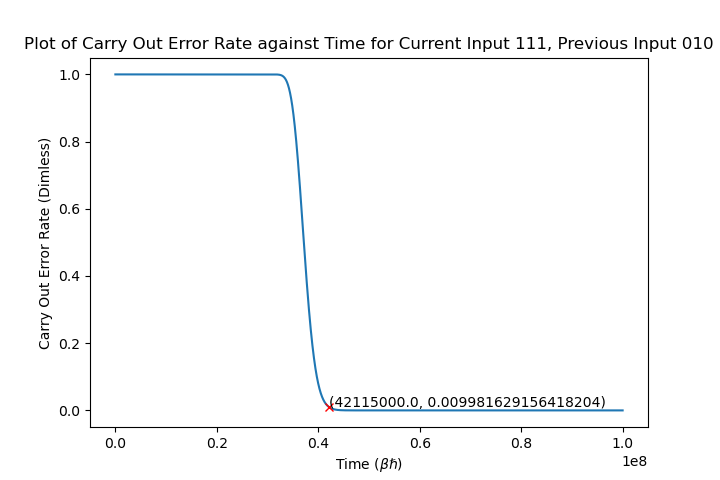 Plot of Carry Out Error Rate against Time for Current Input 111, Previous Input 010
1.0
0.8
0.6
0.4
0.2
0.0
Carry Out Error Rate (Dimless)
(42115000.0, 0.009981629156418204)
0.0 0.2 0.4 0.6 0.8 1.0
1e8
Time (βħ)